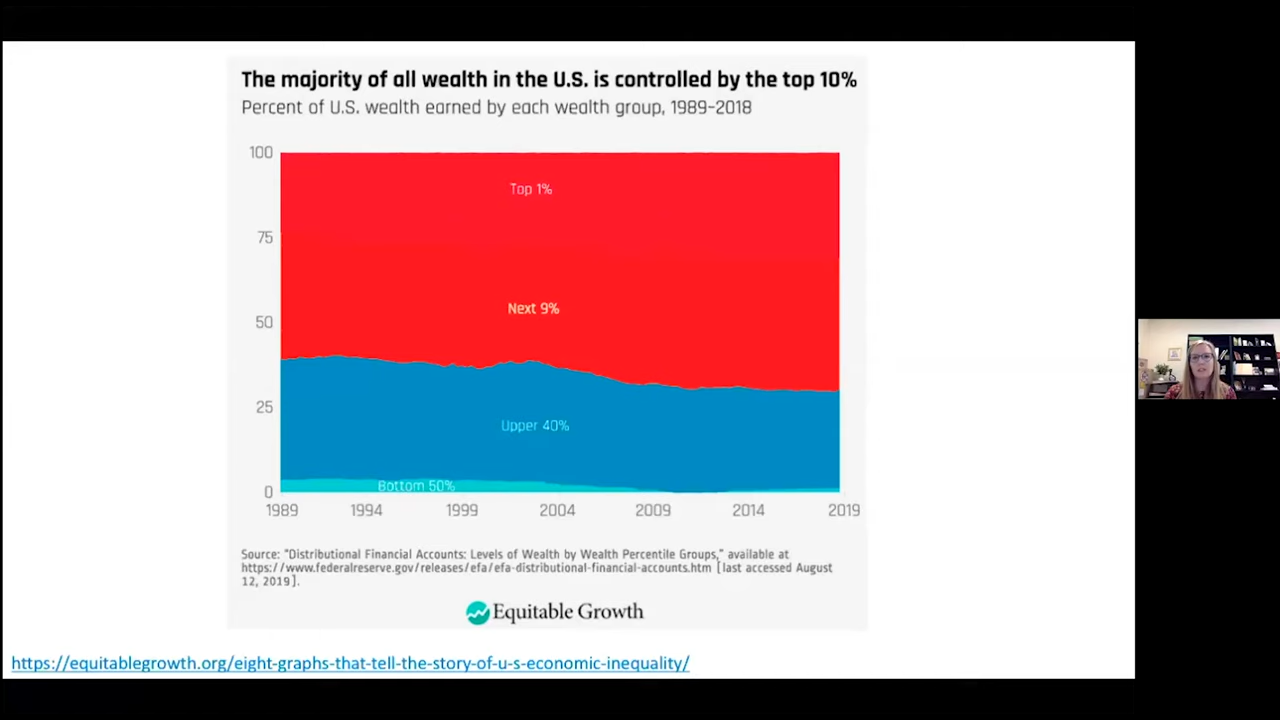 The majority of all wealth in the U.S. is controlled by the top 10%
Percent of U.S. wealth earned by each wealth group, 1989–2018
100
Top 1%
75
Next 9%
50
25
Upper 40%
Bottom 50%
0
1989 1994 1999 2004 2009 2014 2019
Source: "Distributional Financial Accounts: Levels of Wealth by Wealth Percentile Groups," available at
https://www.federalreserve.gov/releases/efa/efa-distributional-financial-accounts.htm [last accessed August
12, 2019].
Equitable Growth
https://equitablegrowth.org/eight-graphs-that-tell-the-story-of-u-s-economic-inequality/